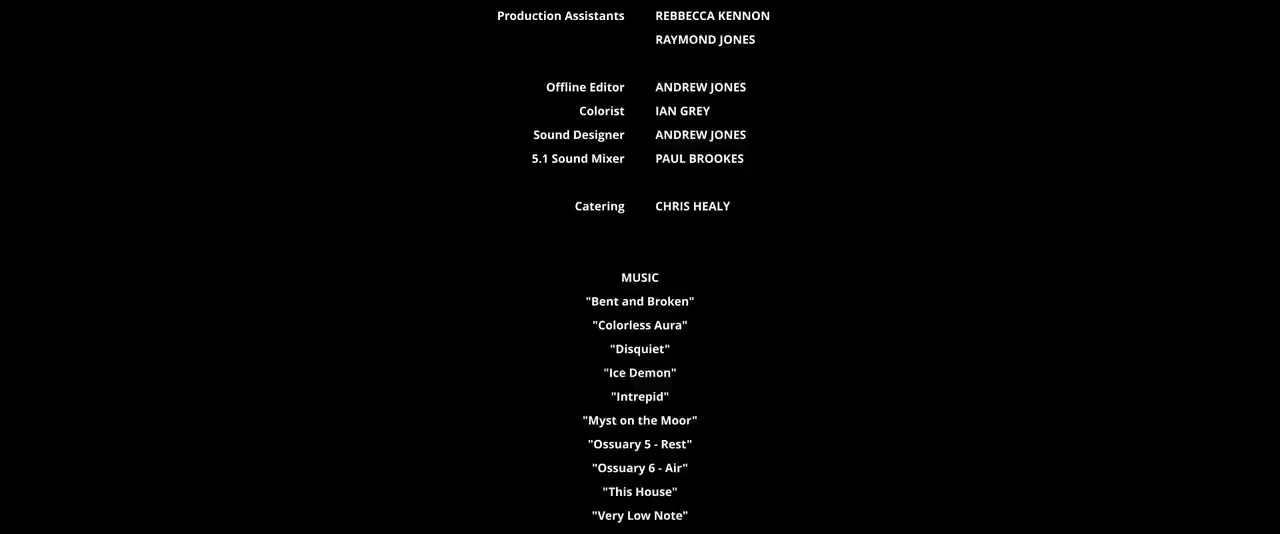 Production Assistants REBBECCA KENNON
RAYMOND JONES
Offline Editor ANDREW JONES
Colorist IAN GREY
Sound Designer ANDREW JONES
5.1 Sound Mixer PAUL BROOKES
Catering CHRIS HEALY
MUSIC
"Bent and Broken"
"Colorless Aura"
"Disquiet"
"Ice Demon"
"Intrepid"
"Myst on the Moor"
"Ossuary 5 - Rest"
"Ossuary 6 - Air"
"This House"
"Very Low Note"